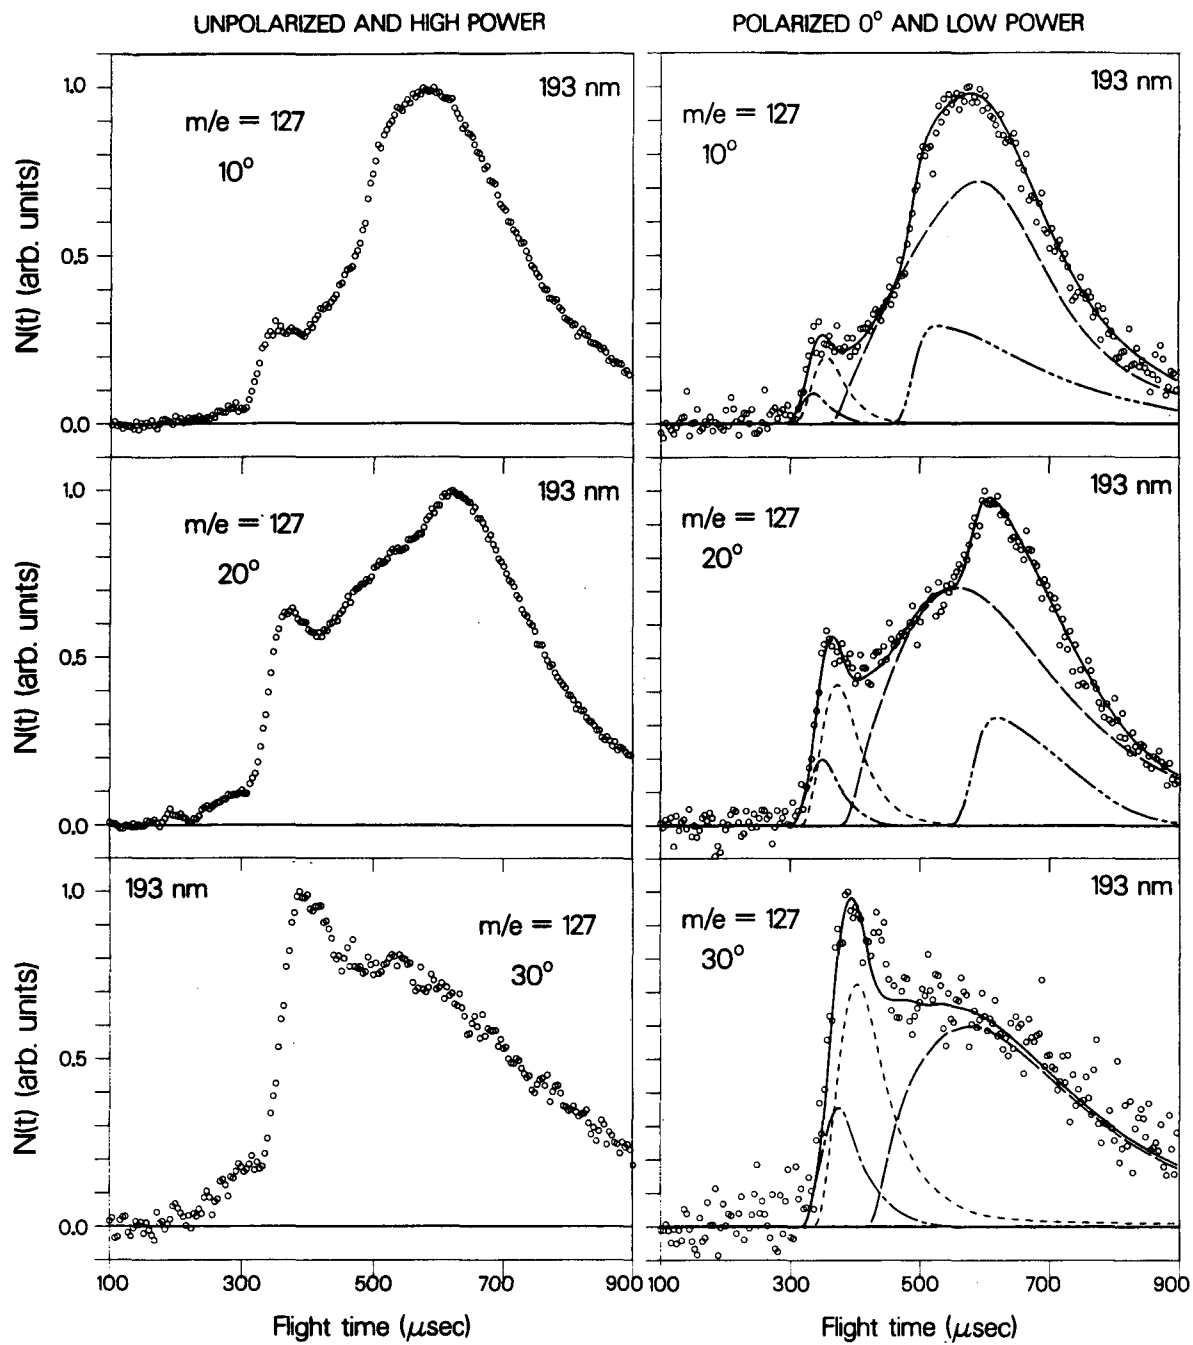 UNPOLARIZED AND HIGH POWER
POLARIZED 0° AND LOW POWER
1.0
0.5
0.0
N(t) (arb. units)
m/e = 127
10°
193 nm
m/e = 127
10°
193 nm
1.0
0.5
0.0
N(t) (arb. units)
m/e = 127
20°
193 nm
m/e = 127
20°
193 nm
1.0
0.5
0.0
N(t) (arb. units)
193 nm
m/e = 127
30°
m/e = 127
30°
193 nm
100 300 500 700 900
100 300 500 700 900
Flight time (μsec)
Flight time (μsec)